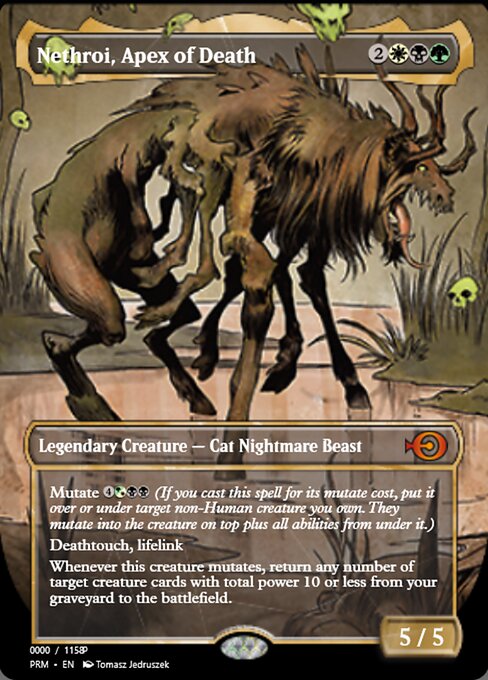 Nethroi, Apex of Death 2
Legendary Creature — Cat Nightmare Beast
Mutate 4 (If you cast this spell for its mutate cost, put it
over or under target non-Human creature you own. They
mutate into the creature on top plus all abilities from under it.)
Deathtouch, lifelink
Whenever this creature mutates, return any number of
target creature cards with total power 10 or less from your
graveyard to the battlefield.
5/5
0000 / 1158P
PRM • EN Tomasz Jedruszek